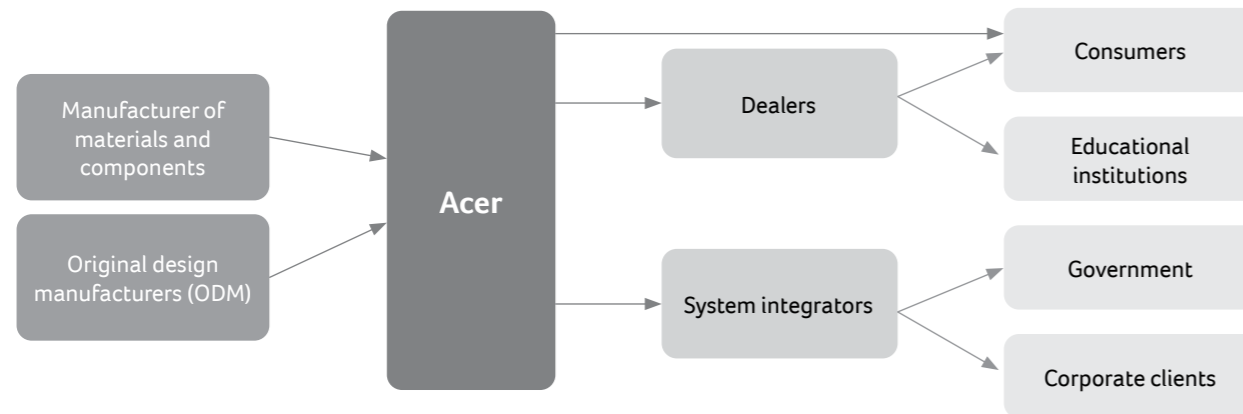 Manufacturer of
materials and
components
Original design
manufacturers (ODM)
Acer
Dealers
System integrators
Consumers
Educational
institutions
Government
Corporate clients